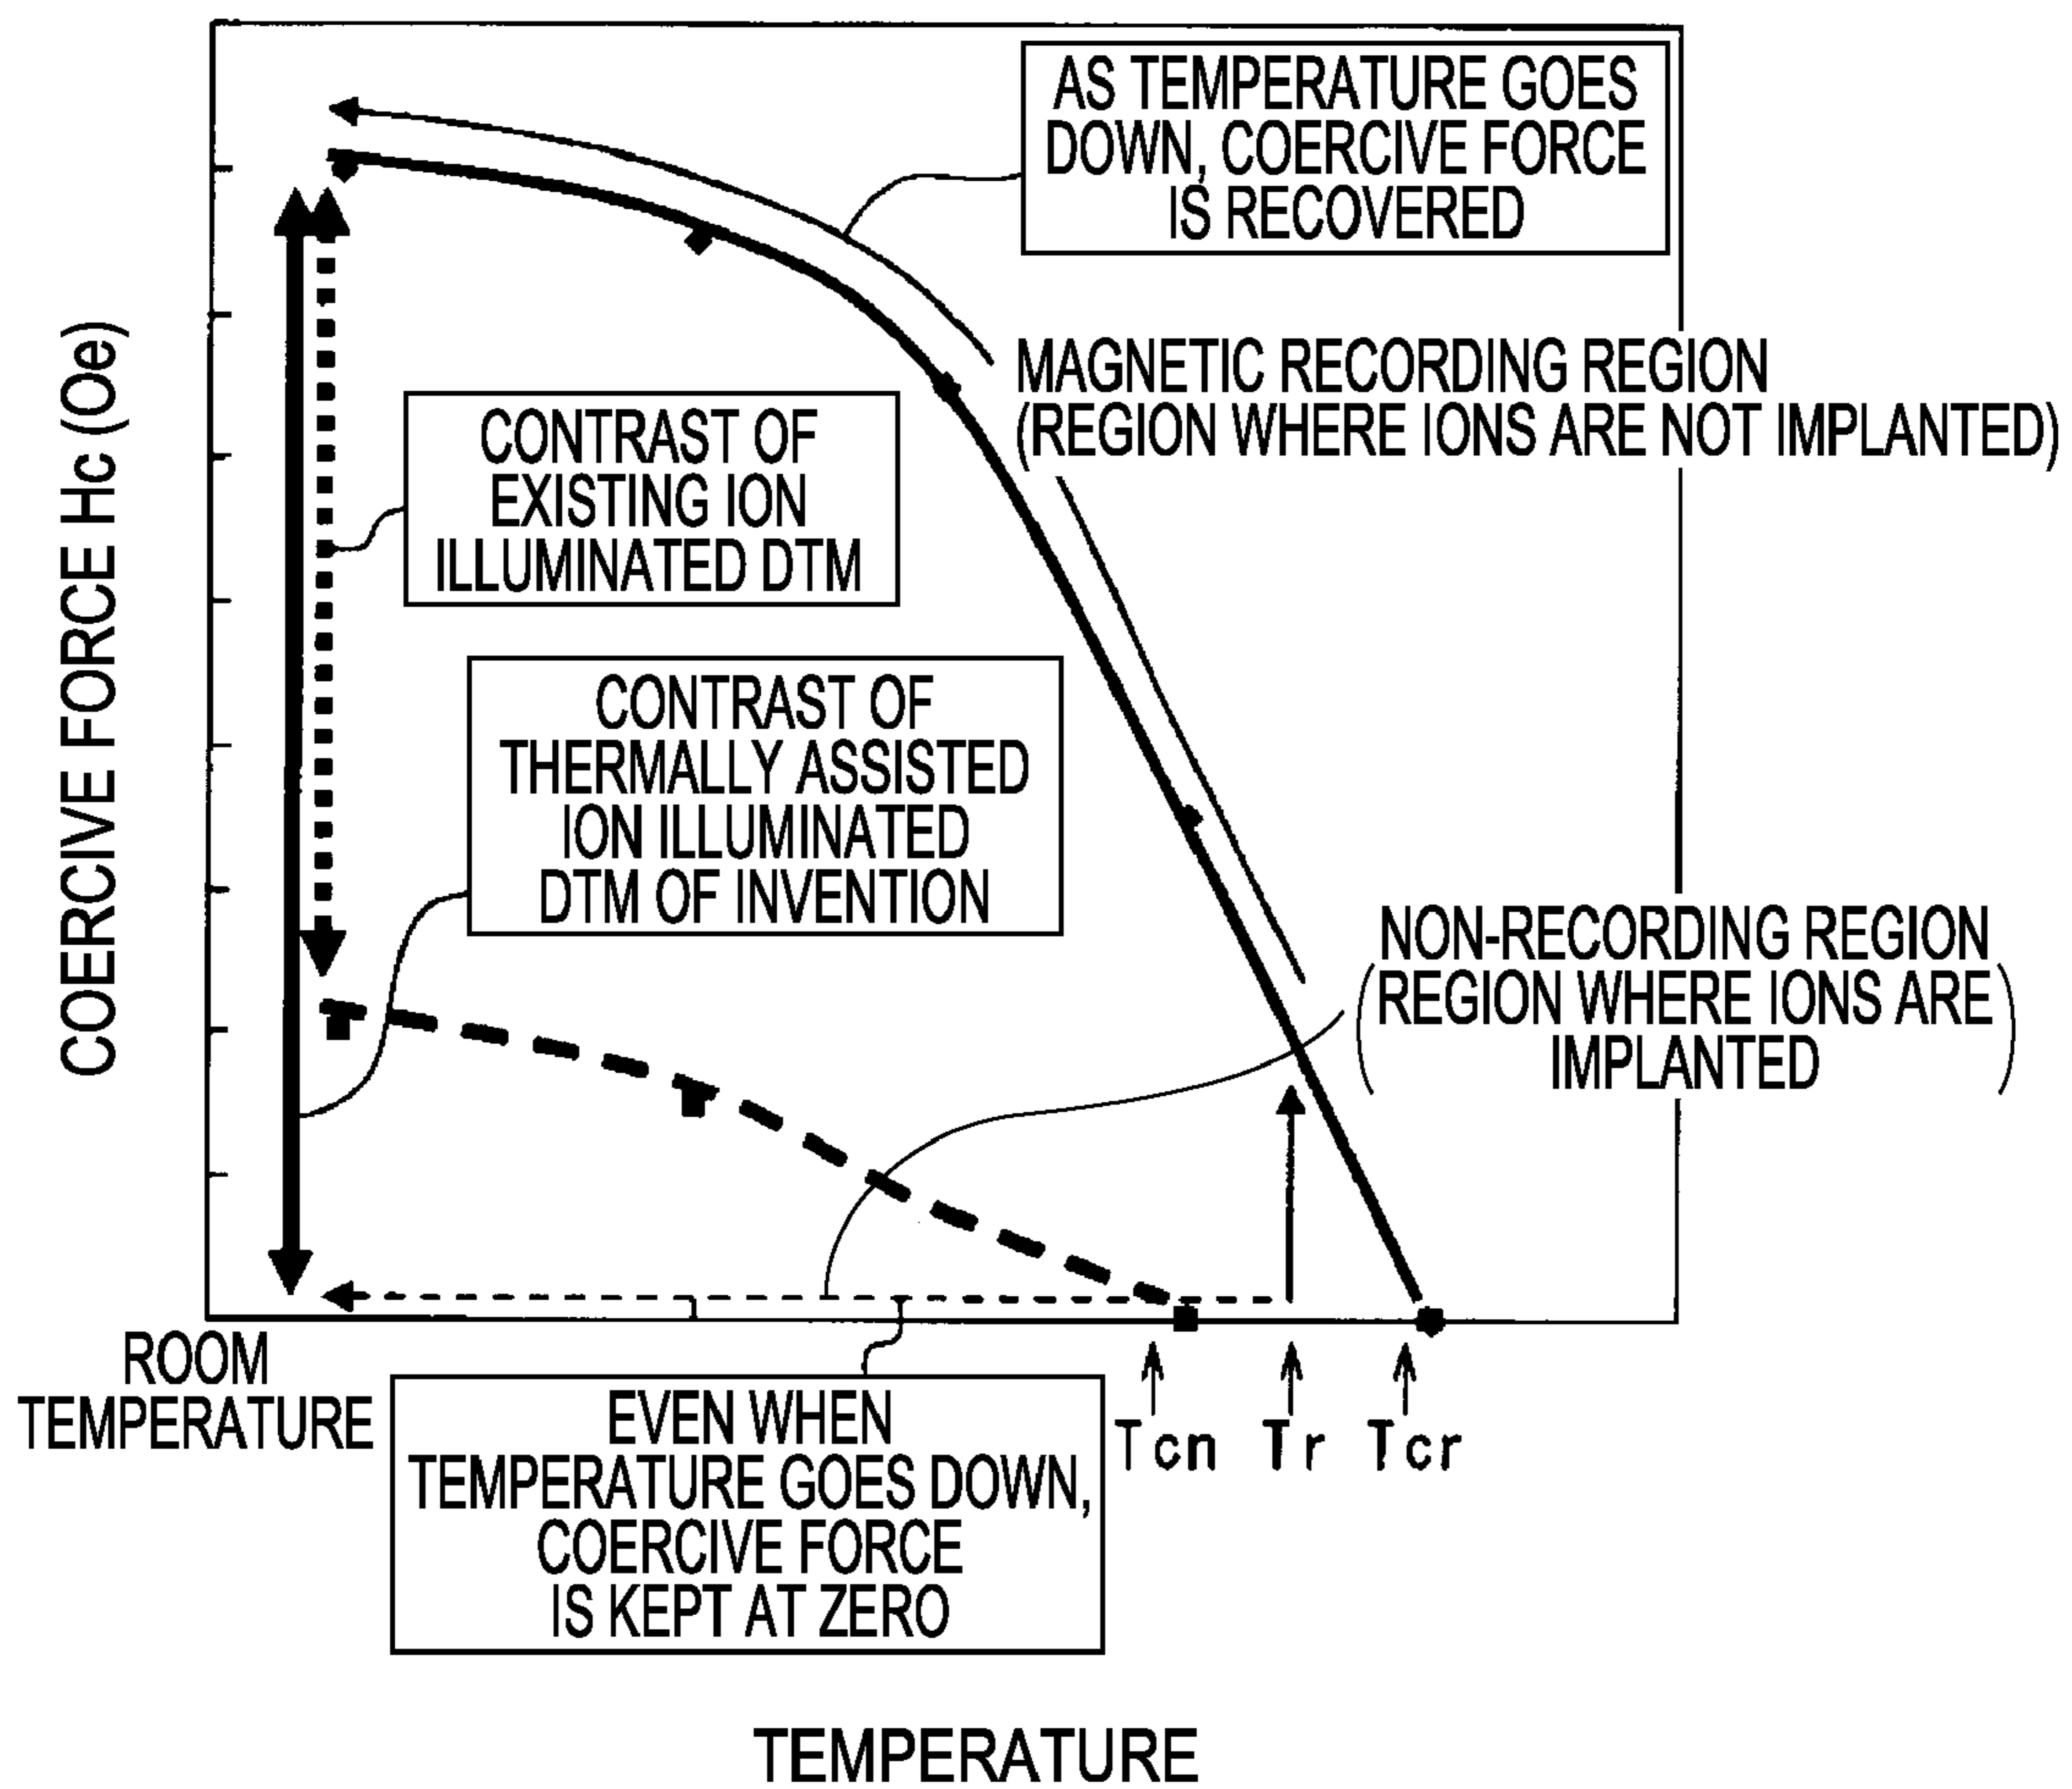 AS TEMPERATURE GOES
DOWN, COERCIVE FORCE
IS RECOVERED
MAGNETIC RECORDING REGION
(REGION WHERE IONS ARE NOT IMPLANTED)
CONTRAST OF
EXISTING ION
ILLUMINATED DTM
CONTRAST OF
THERMALLY ASSISTED
ION ILLUMINATED
DTM OF INVENTION
NON-RECORDING REGION
(REGION WHERE IONS ARE
IMPLANTED)
COERCIVE FORCE Hc (Oe)
ROOM
TEMPERATURE
EVEN WHEN
TEMPERATURE GOES DOWN,
COERCIVE FORCE
IS KEPT AT ZERO
Tcn Tr Tcr
TEMPERATURE